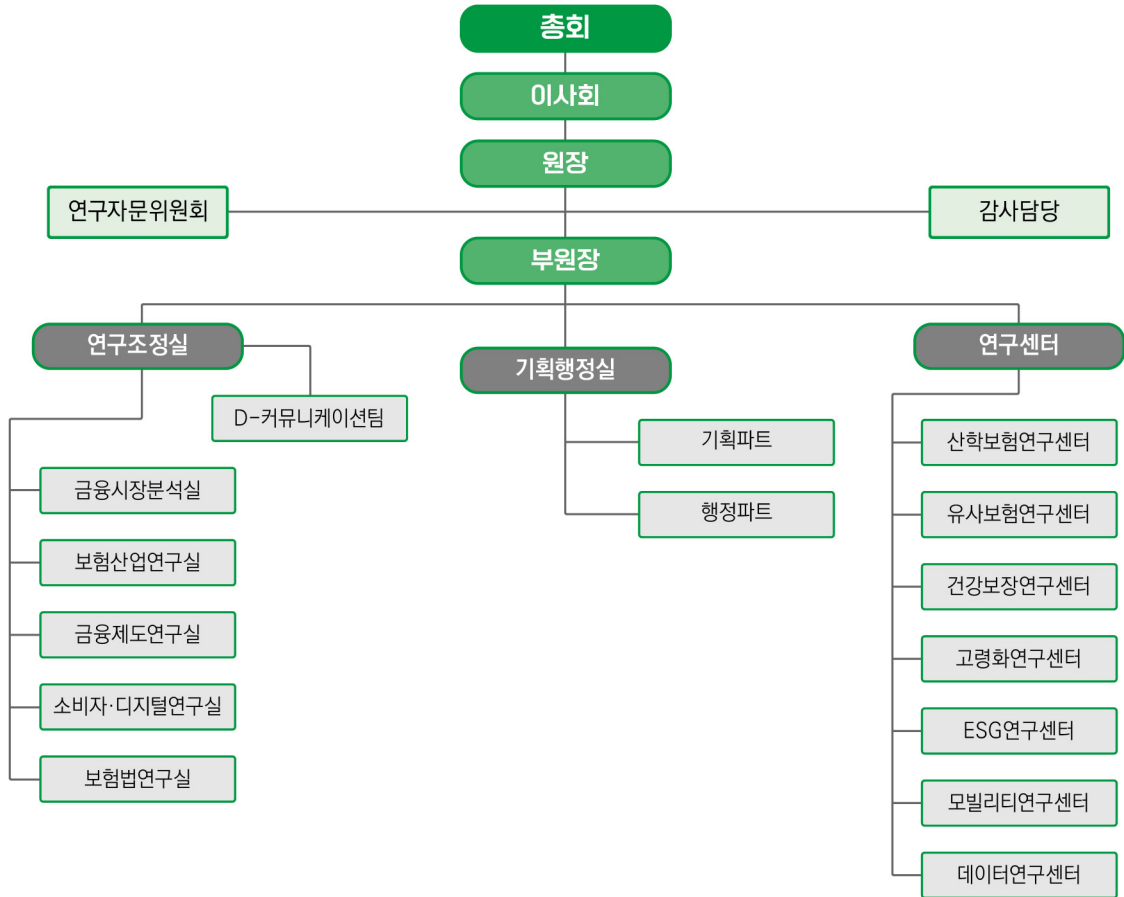 총회
이사회
원장
연구자문위원회
감사담당
부원장
연구조정실
D-커뮤니케이션팀
금융시장분석실
보험산업연구실
금융제도연구실
소비자·디지털연구실
보험법연구실
기획행정실
기획파트
행정파트
연구센터
산학보험연구센터
유사보험연구센터
건강보장연구센터
고령화연구센터
ESG연구센터
모빌리티연구센터
데이터연구센터